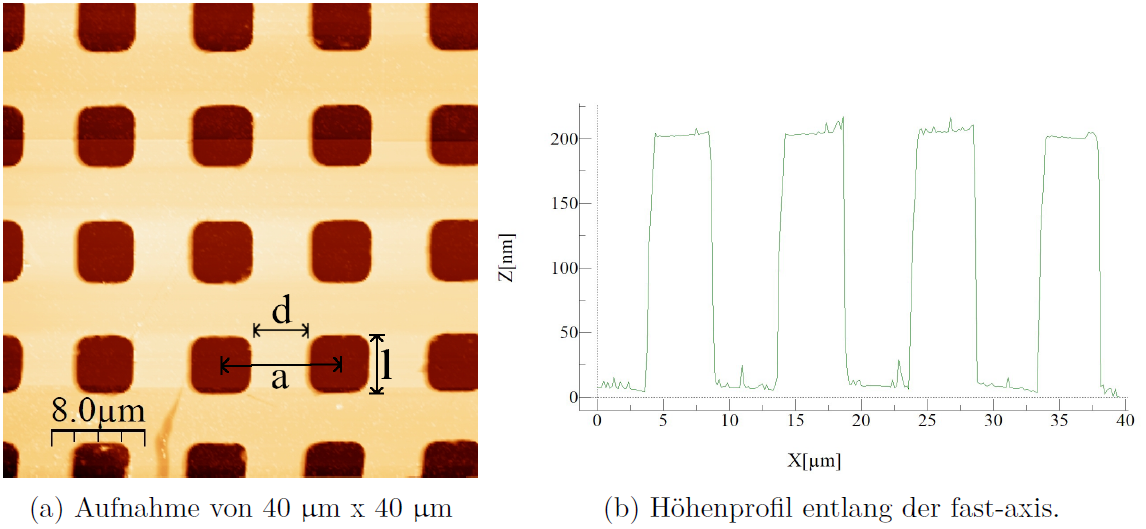 d
a
l
8.0µm
Z[nm]
200
150
100
50
0
0 5 10 15 20 25 30 35 40
X[µm]
(a) Aufnahme von 40 µm x 40 µm
(b) Höhenprofil entlang der fast-axis.